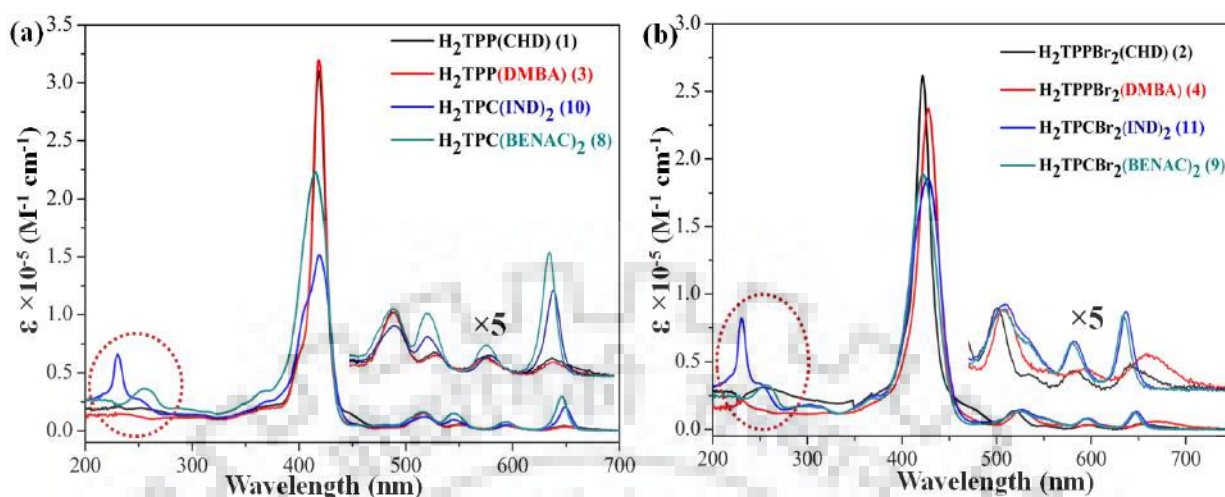 (a)
3.5
3.0
2.5
2.0
1.5
1.0
0.5
0.0
ε ×10⁻⁵ (M⁻¹ cm⁻¹)
H₂TPP(CHD) (1)
H₂TPP(DMBA) (3)
H₂TPC(IND)₂ (10)
H₂TPC(BENAC)₂ (8)
×5
200 300 400 500 600 700
Wavelength (nm)
(b)
3.0
2.5
2.0
1.5
1.0
0.5
0.0
ε ×10⁻⁵ (M⁻¹ cm⁻¹)
H₂TPPBr₂(CHD) (2)
H₂TPPBr₂(DMBA) (4)
H₂TPCBr₂(IND)₂ (11)
H₂TPCBr₂(BENAC)₂ (9)
×5
200 300 400 500 600 700
Wavelength (nm)